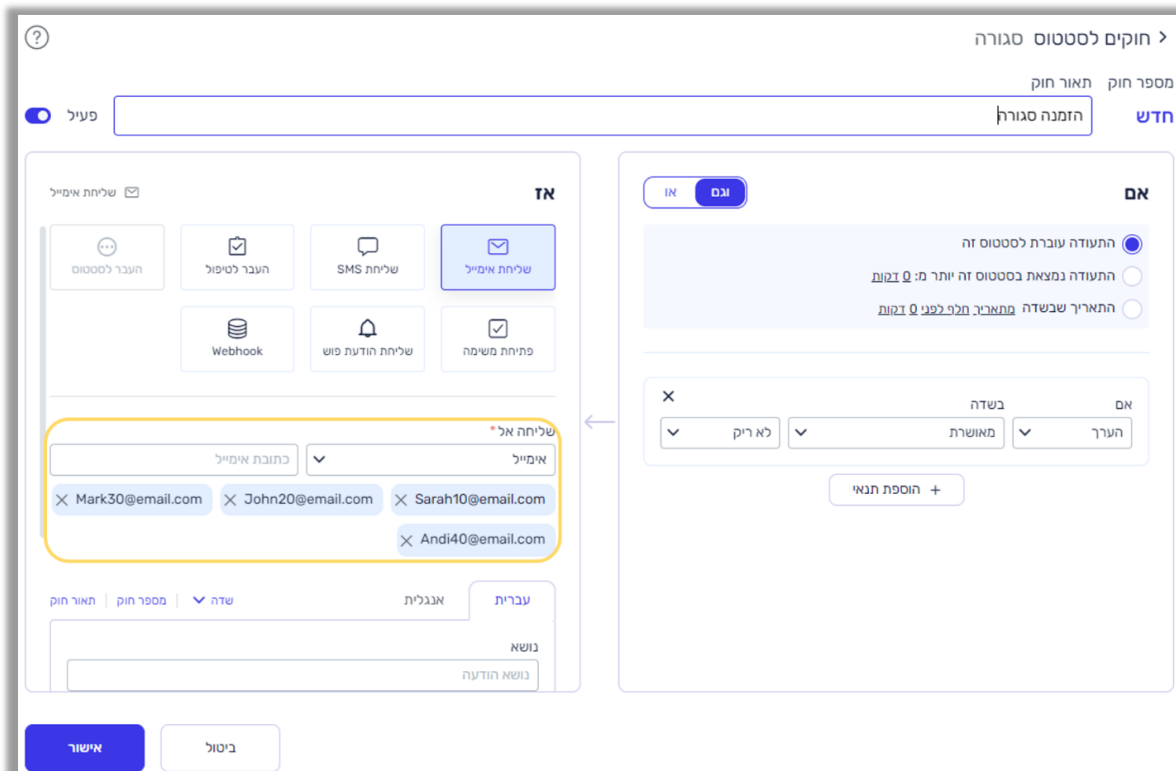 חוקים לסטטוס סגורה
מספר חוק תאור חוק
חדש הזמנה סגורה פעיל
אם וגם או
התעודה עוברת לסטטוס זה
התעודה נמצאת בסטטוס זה יותר מ: 0 דקות
התאריך שבשדה מתאריך חלף לפני 0 דקות
אם בשדה
הערך מאושרת לא ריק
+ הוספת תנאי
אז שליחת אימייל
שליחת אימייל שליחת SMS העבר לטיפול העבר לסטטוס
פתיחת משימה שליחת הודעת פוש Webhook
שליחה אל *
אימייל כתובת אימייל
Sarah10@email.com John20@email.com Mark30@email.com
Andi40@email.com
עברית אנגלית שדה | מספר חוק | תאור חוק
נושא
נושא הודעה
ביטול אישור